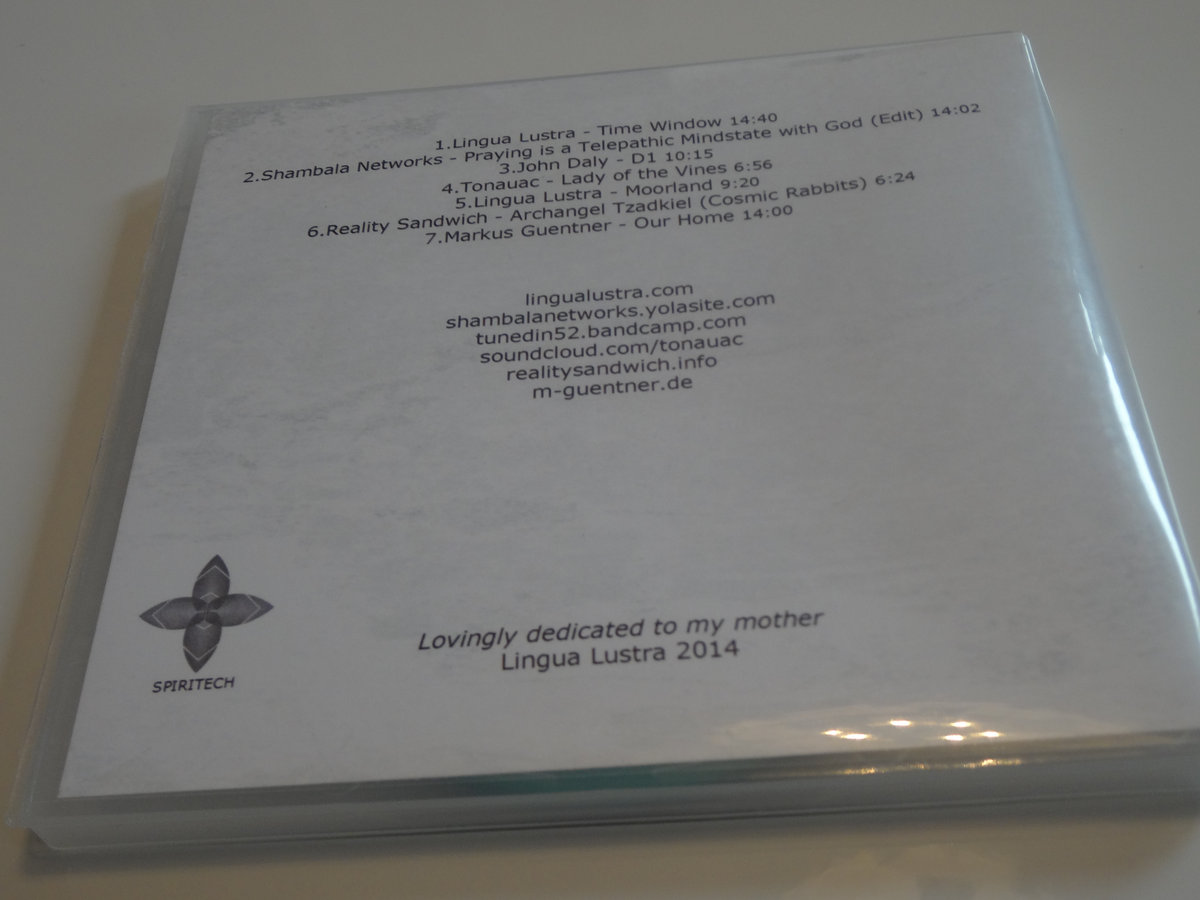 1.Lingua Lustra - Time Window 14:40
2.Shambala Networks - Praying is a Telepathic Mindstate with God (Edit) 14:02
3.John Daly - D1 10:15
4.Tonauac - Lady of the Vines 6:56
5.Lingua Lustra - Moorland 9:20
6.Reality Sandwich - Archangel Tzadkiel (Cosmic Rabbits) 6:24
7.Markus Guentner - Our Home 14:00
lingualustra.com
shambalanetworks.yolasite.com
tunedin52.bandcamp.com
soundcloud.com/tonauac
realitysandwich.info
m-guentner.de
Lovingly dedicated to my mother
Lingua Lustra 2014
SPIRITECH